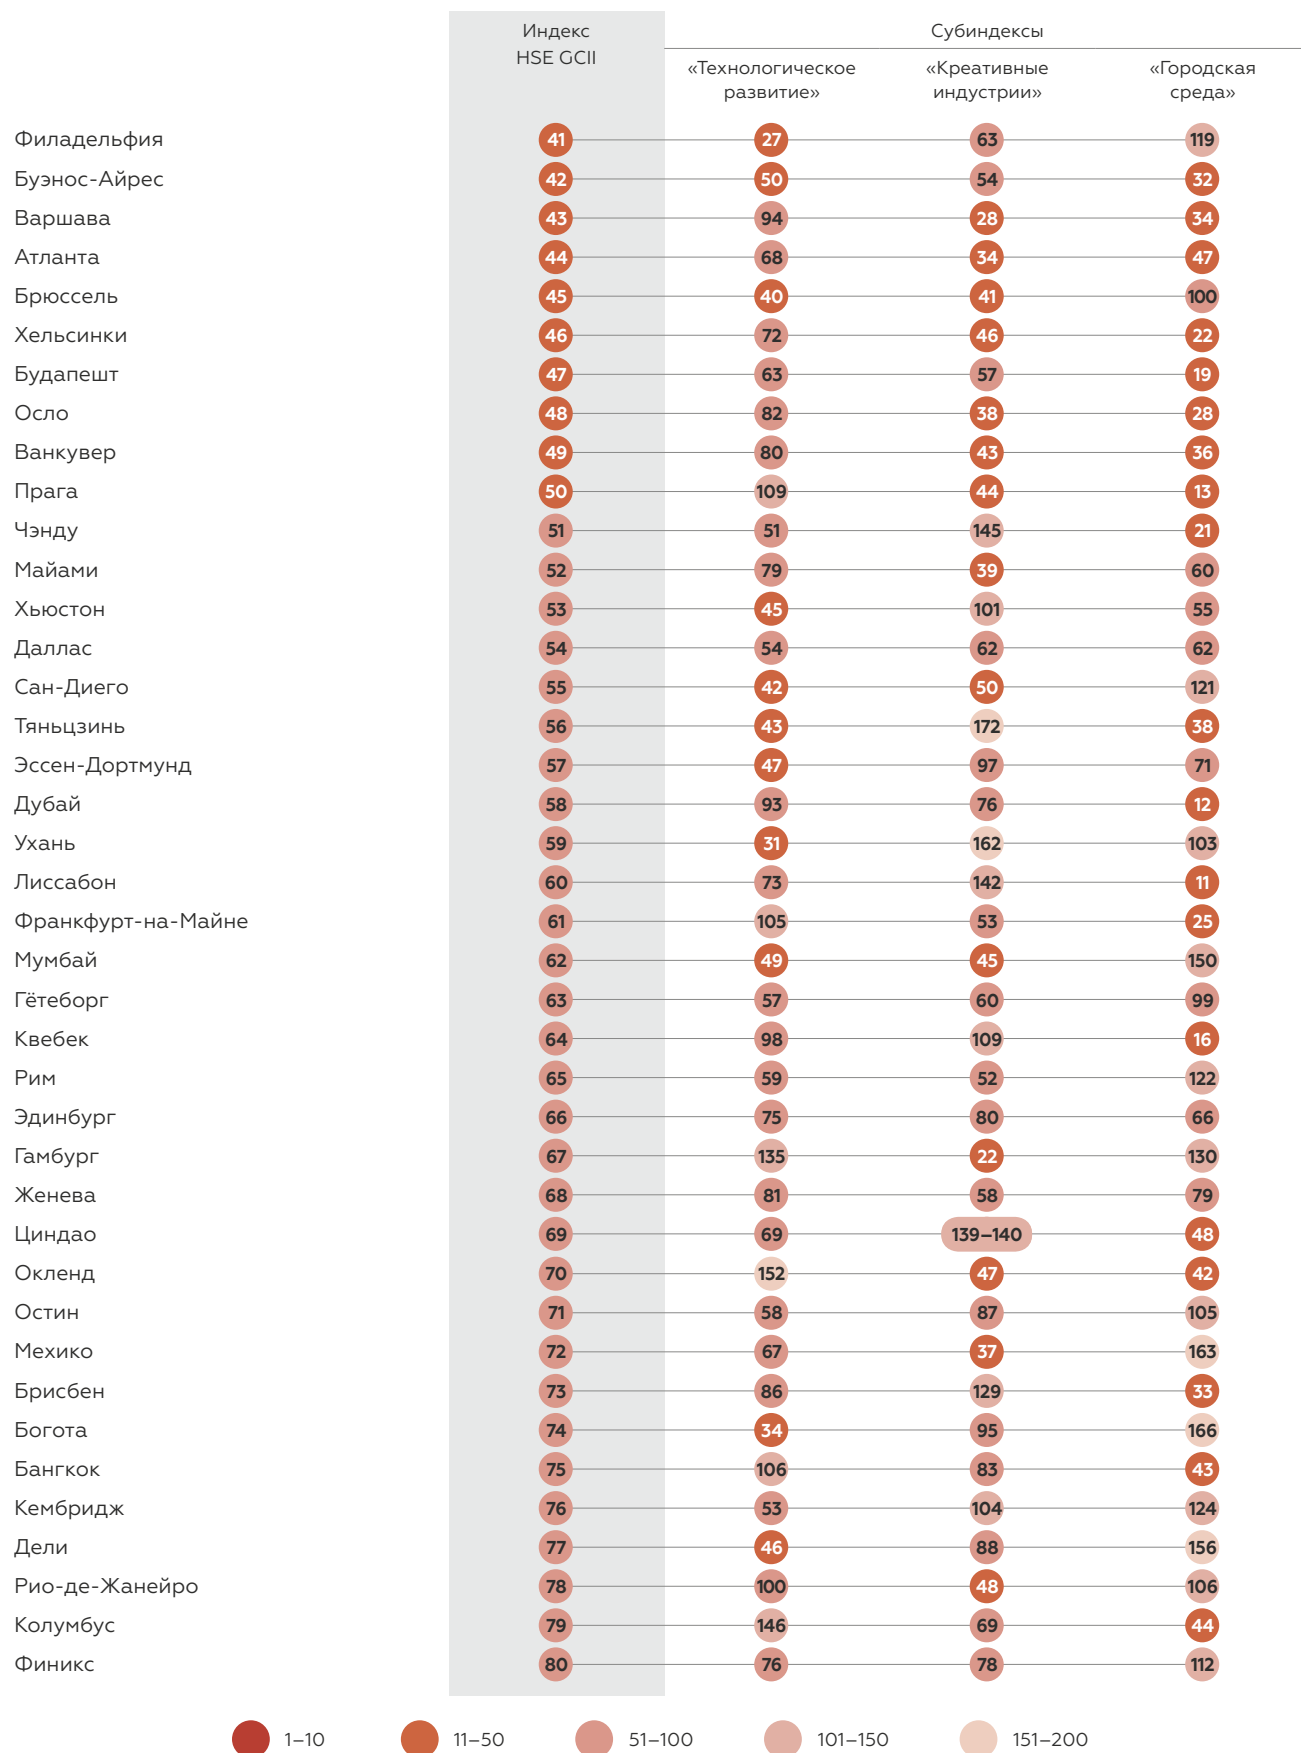 Индекс
HSE GCII
Субиндексы
«Технологическое
развитие»
«Креативные
индустрии»
«Городская
среда»
Филадельфия 41 27 63 119
Буэнос-Айрес 42 50 54 32
Варшава 43 94 28 34
Атланта 44 68 34 47
Брюссель 45 40 41 100
Хельсинки 46 72 46 22
Будапешт 47 63 57 19
Осло 48 82 38 28
Ванкувер 49 80 43 36
Прага 50 109 44 13
Чэнду 51 51 145 21
Майами 52 79 39 60
Хьюстон 53 45 101 55
Даллас 54 54 62 62
Сан-Диего 55 42 50 121
Тяньцзинь 56 43 172 38
Эссен-Дортмунд 57 47 97 71
Дубай 58 93 76 12
Ухань 59 31 162 103
Лиссабон 60 73 142 11
Франкфурт-на-Майне 61 105 53 25
Мумбай 62 49 45 150
Гётеборг 63 57 60 99
Квебек 64 98 109 16
Рим 65 59 52 122
Эдинбург 66 75 80 66
Гамбург 67 135 22 130
Женева 68 81 58 79
Циндао 69 69 139–140 48
Окленд 70 152 47 42
Остин 71 58 87 105
Мехико 72 67 37 163
Брисбен 73 86 129 33
Богота 74 34 95 166
Бангкок 75 106 83 43
Кембридж 76 53 104 124
Дели 77 46 88 156
Рио-де-Жанейро 78 100 48 106
Колумбус 79 146 69 44
Финикс 80 76 78 112
1–10 11–50 51–100 101–150 151–200